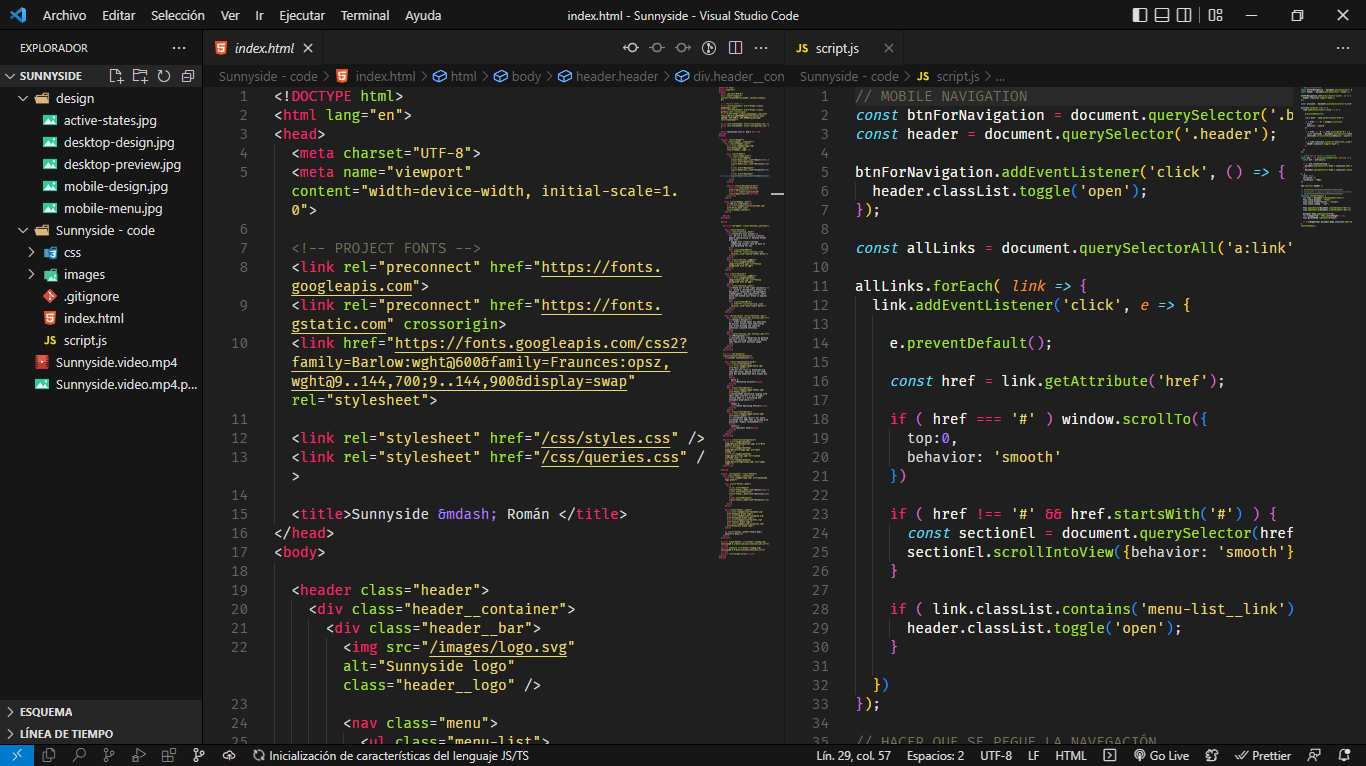 Archivo Editar Selección Ver Ir Ejecutar Terminal Ayuda
index.html - Sunnyside - Visual Studio Code
EXPLORADOR
SUNNYSIDE
design
active-states.jpg
desktop-design.jpg
desktop-preview.jpg
mobile-design.jpg
mobile-menu.jpg
Sunnyside - code
css
images
.gitignore
index.html
JS script.js
Sunnyside.video.mp4
Sunnyside.video.mp4.p...
ESQUEMA
LÍNEA DE TIEMPO
index.html
Sunnyside - code > index.html > html > body > header.header > div.header__con
1 <!DOCTYPE html>
2 <html lang="en">
3 <head>
4 <meta charset="UTF-8">
5 <meta name="viewport"
content="width=device-width, initial-scale=1.
0">
6
7 <!-- PROJECT FONTS -->
8 <link rel="preconnect" href="https://fonts.
googleapis.com">
9 <link rel="preconnect" href="https://fonts.
gstatic.com" crossorigin>
10 <link href="https://fonts.googleapis.com/css2?
family=Barlow:wght@600&family=Fraunces:opsz,
wght@9..144,700;9..144,900&display=swap"
rel="stylesheet">
11
12 <link rel="stylesheet" href="/css/styles.css" />
13 <link rel="stylesheet" href="/css/queries.css" /
>
14
15 <title>Sunnyside &mdash; Román </title>
16 </head>
17 <body>
18
19 <header class="header">
20 <div class="header__container">
21 <div class="header__bar">
22 <img src="/images/logo.svg"
alt="Sunnyside logo"
class="header__logo" />
23
24 <nav class="menu">
25 <ul class="menu-list">
JS script.js
Sunnyside - code > JS script.js > ...
1 // MOBILE NAVIGATION
2 const btnForNavigation = document.querySelector('.b
3 const header = document.querySelector('.header');
4
5 btnForNavigation.addEventListener('click', () => {
6 header.classList.toggle('open');
7 });
8
9 const allLinks = document.querySelectorAll('a:link'
10
11 allLinks.forEach( link => {
12 link.addEventListener('click', e => {
13
14 e.preventDefault();
15
16 const href = link.getAttribute('href');
17
18 if ( href === '#' ) window.scrollTo({
19 top:0,
20 behavior: 'smooth'
21 })
22
23 if ( href !== '#' && href.startsWith('#') ) {
24 const sectionEl = document.querySelector(href
25 sectionEl.scrollIntoView({behavior: 'smooth'}
26 }
27
28 if ( link.classList.contains('menu-list__link')
29 header.classList.toggle('open');
30 }
31
32 })
33 });
34
35 // HACER QUE SE PEGUE LA NAVEGACIÓN
Inicialización de características del lenguaje JS/TS
Lín. 29, col. 57 Espacios: 2 UTF-8 LF HTML Go Live Prettier